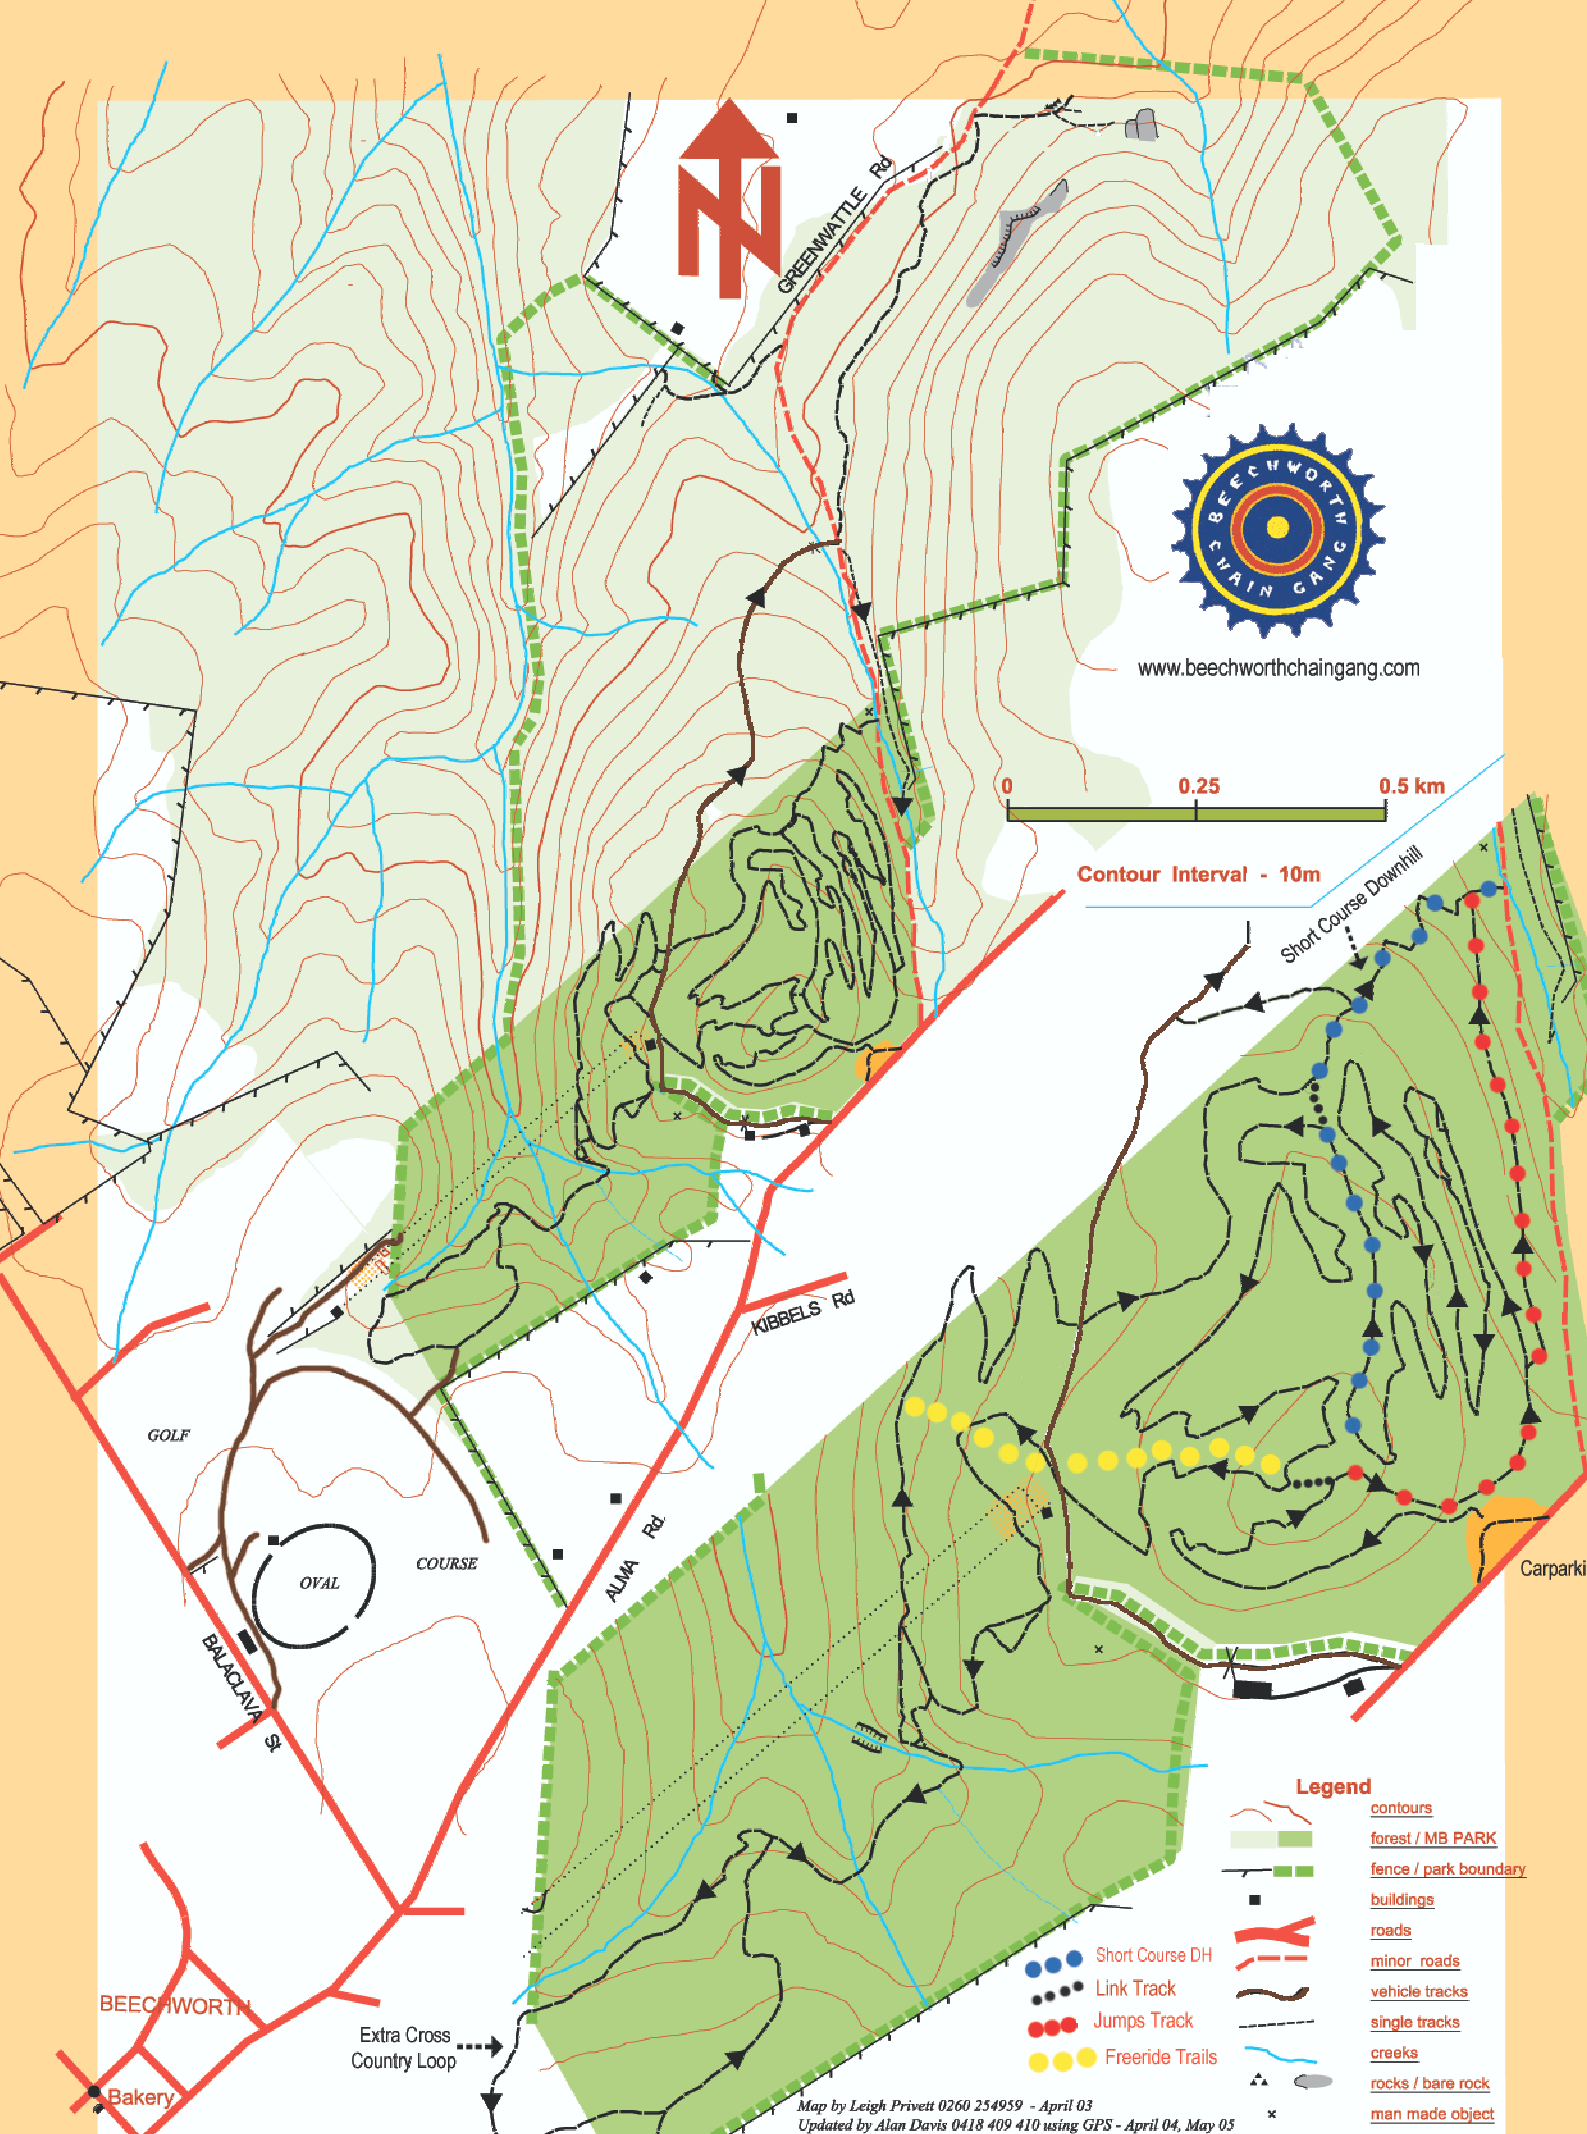 N
GREENWATTLE Rd
BEECHWORTH
CHAIN GANG
www.beechworthchaingang.com
0 0.25 0.5 km
Contour Interval - 10m
Short Course Downhill
KIBBELS Rd
GOLF
COURSE
OVAL
ALMA Rd.
BALACLAVA St
Carparki
Legend
contours
forest / MB PARK
fence / park boundary
buildings
roads
minor roads
vehicle tracks
single tracks
creeks
rocks / bare rock
man made object
Short Course DH
Link Track
Jumps Track
Freeride Trails
BEECHWORTH
Bakery
Extra Cross
Country Loop
Map by Leigh Privett 0260 254959 - April 03
Updated by Alan Davis 0418 409 410 using GPS - April 04, May 05